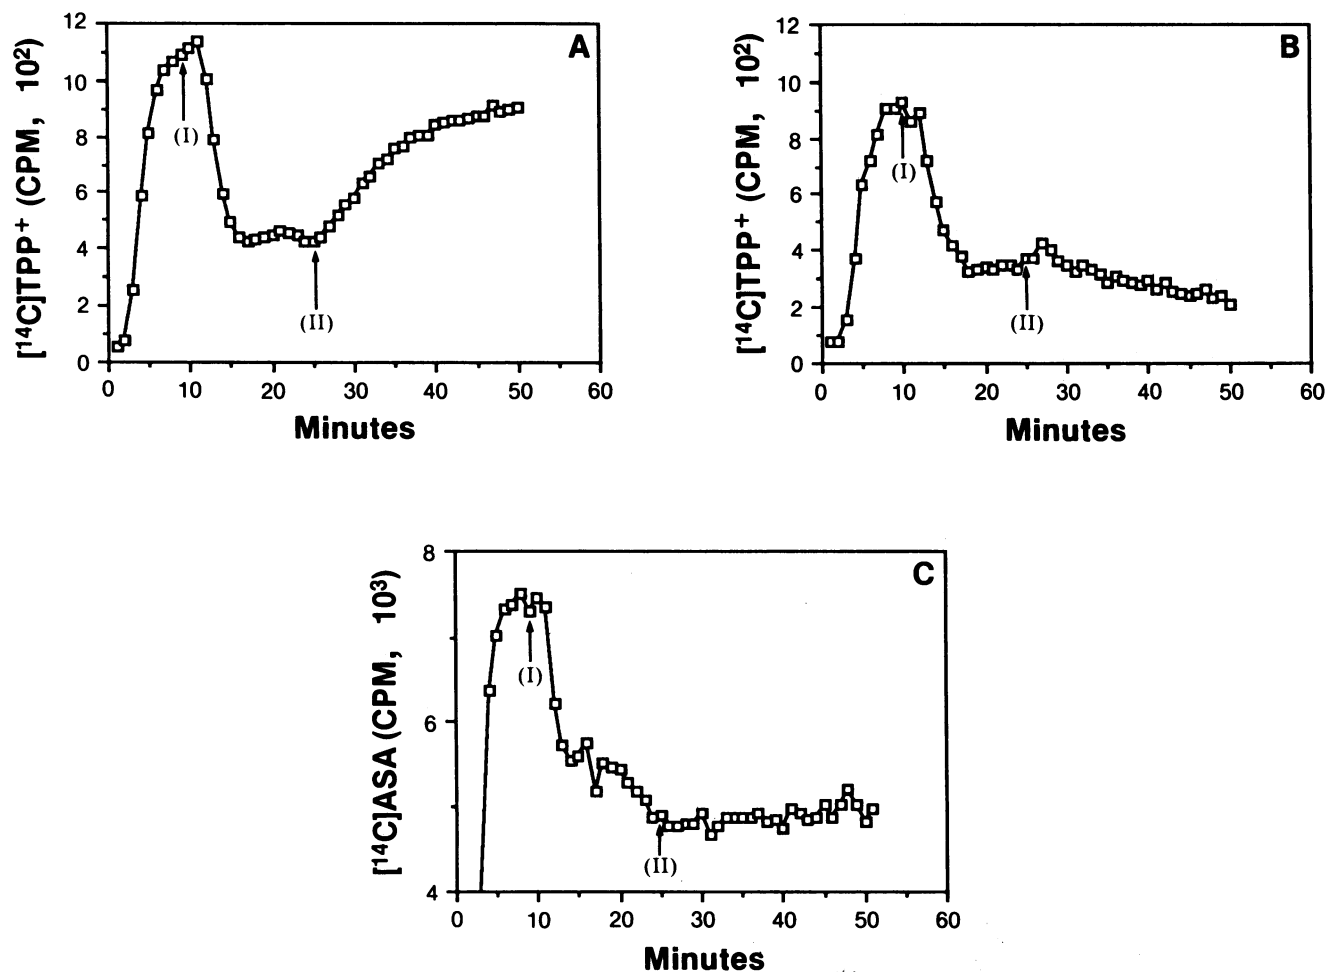 A
[¹⁴C]TPP⁺ (CPM, 10²)
12
10
8
6
4
2
0
(I)
(II)
0 10 20 30 40 50 60
Minutes
B
[¹⁴C]TPP⁺ (CPM, 10²)
12
10
8
6
4
2
0
(I)
(II)
0 10 20 30 40 50 60
Minutes
C
[¹⁴C]ASA (CPM, 10³)
8
6
4
(I)
(II)
0 10 20 30 40 50 60
Minutes